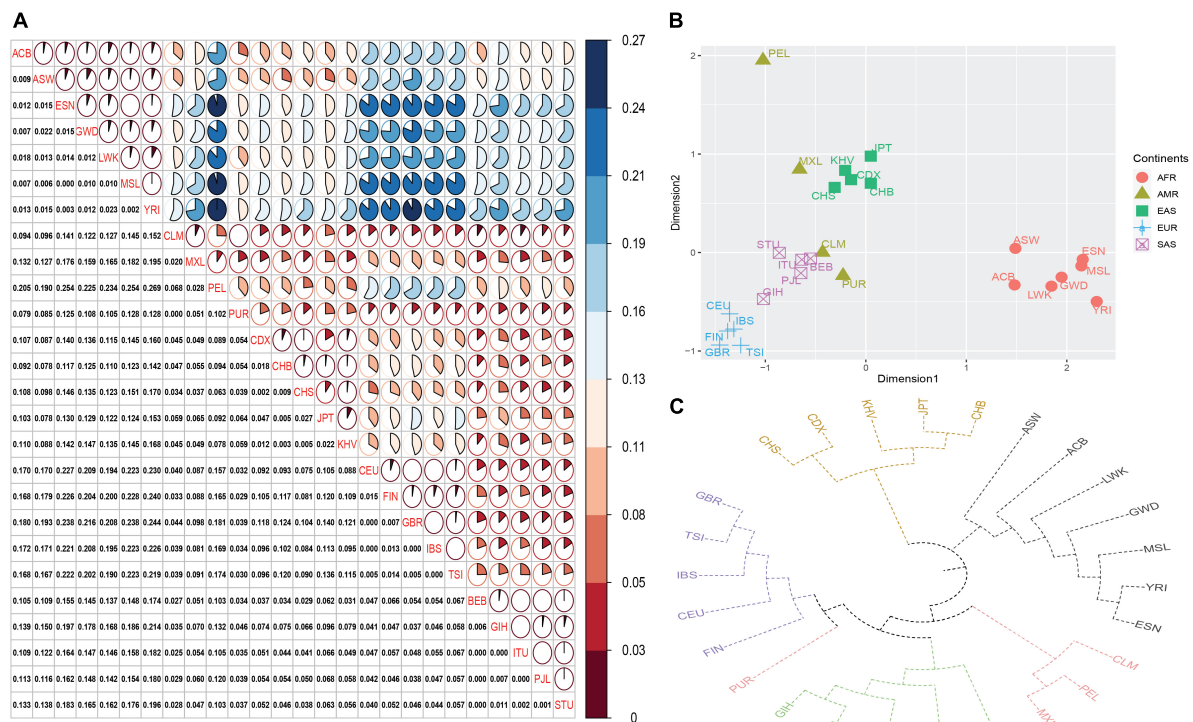 A
ACB
0.009 ASW
0.012 0.015 ESN
0.007 0.022 0.015 GWD
0.018 0.013 0.014 0.012 LWK
0.007 0.006 0.000 0.010 0.010 MSL
0.013 0.015 0.003 0.012 0.023 0.002 YRI
0.094 0.096 0.141 0.122 0.127 0.145 0.152 CLM
0.132 0.127 0.176 0.159 0.165 0.182 0.195 0.020 MXL
0.205 0.190 0.254 0.225 0.234 0.254 0.268 0.068 0.028 PEL
0.079 0.085 0.125 0.108 0.105 0.128 0.128 0.000 0.051 0.102 PUR
0.107 0.087 0.140 0.136 0.115 0.145 0.160 0.045 0.049 0.089 0.054 CDX
0.092 0.078 0.117 0.125 0.110 0.123 0.142 0.047 0.055 0.094 0.054 0.018 CHB
0.108 0.098 0.146 0.135 0.123 0.151 0.170 0.034 0.037 0.063 0.039 0.002 0.009 CHS
0.103 0.078 0.130 0.129 0.122 0.124 0.153 0.059 0.065 0.092 0.064 0.047 0.005 0.027 JPT
0.110 0.088 0.142 0.147 0.135 0.145 0.168 0.045 0.049 0.078 0.059 0.012 0.003 0.005 0.022 KHV
0.170 0.170 0.227 0.209 0.194 0.223 0.230 0.040 0.087 0.157 0.032 0.092 0.093 0.075 0.105 0.088 CEU
0.168 0.179 0.226 0.204 0.200 0.228 0.244 0.033 0.088 0.165 0.029 0.105 0.117 0.081 0.120 0.109 0.015 FIN
0.180 0.193 0.238 0.216 0.208 0.238 0.244 0.044 0.098 0.181 0.039 0.118 0.124 0.104 0.140 0.121 0.000 0.007 GBR
0.172 0.171 0.221 0.208 0.195 0.223 0.226 0.039 0.081 0.169 0.034 0.096 0.102 0.084 0.113 0.095 0.000 0.013 0.000 IBS
0.168 0.167 0.222 0.202 0.190 0.223 0.219 0.039 0.091 0.174 0.030 0.096 0.120 0.090 0.136 0.115 0.005 0.014 0.005 0.000 TSI
0.105 0.109 0.155 0.145 0.137 0.148 0.174 0.027 0.051 0.103 0.034 0.037 0.034 0.029 0.062 0.031 0.047 0.066 0.054 0.054 0.067 BEB
0.139 0.150 0.197 0.178 0.168 0.186 0.214 0.034 0.060 0.120 0.046 0.075 0.075 0.066 0.096 0.079 0.049 0.071 0.046 0.054 0.058 0.006 GIH
0.109 0.122 0.164 0.149 0.146 0.158 0.182 0.025 0.054 0.110 0.034 0.053 0.052 0.049 0.068 0.049 0.041 0.047 0.048 0.055 0.067 0.000 0.000 ITU
0.113 0.116 0.162 0.148 0.142 0.154 0.181 0.022 0.057 0.120 0.039 0.054 0.054 0.050 0.068 0.058 0.042 0.046 0.038 0.047 0.054 0.000 0.007 0.000 PJL
0.133 0.138 0.183 0.165 0.162 0.176 0.197 0.028 0.047 0.103 0.037 0.052 0.046 0.038 0.064 0.051 0.038 0.052 0.046 0.044 0.057 0.000 0.011 0.002 0.001 STU
0.27
0.24
0.21
0.19
0.16
0.13
0.11
0.08
0.05
0.03
0
B
Dimension2
2
1
0
−1
PEL
MXL
KHV
JPT
CDX
CHS
CHB
STU
CLM
ITU
BEB
PJL
PUR
GIH
CEU
IBS
FIN
GBR
TSI
ASW
ESN
MSL
ACB
GWD
LWK
YRI
−1 0 1 2
Dimension1
Continents
AFR
AMR
EAS
EUR
SAS
C
CHS
CDX
KHV
JPT
CHB
ASW
ACB
LWK
GWD
MSL
YRI
ESN
CLM
PEL
GBR
TSI
IBS
CEU
FIN
PUR
GIH